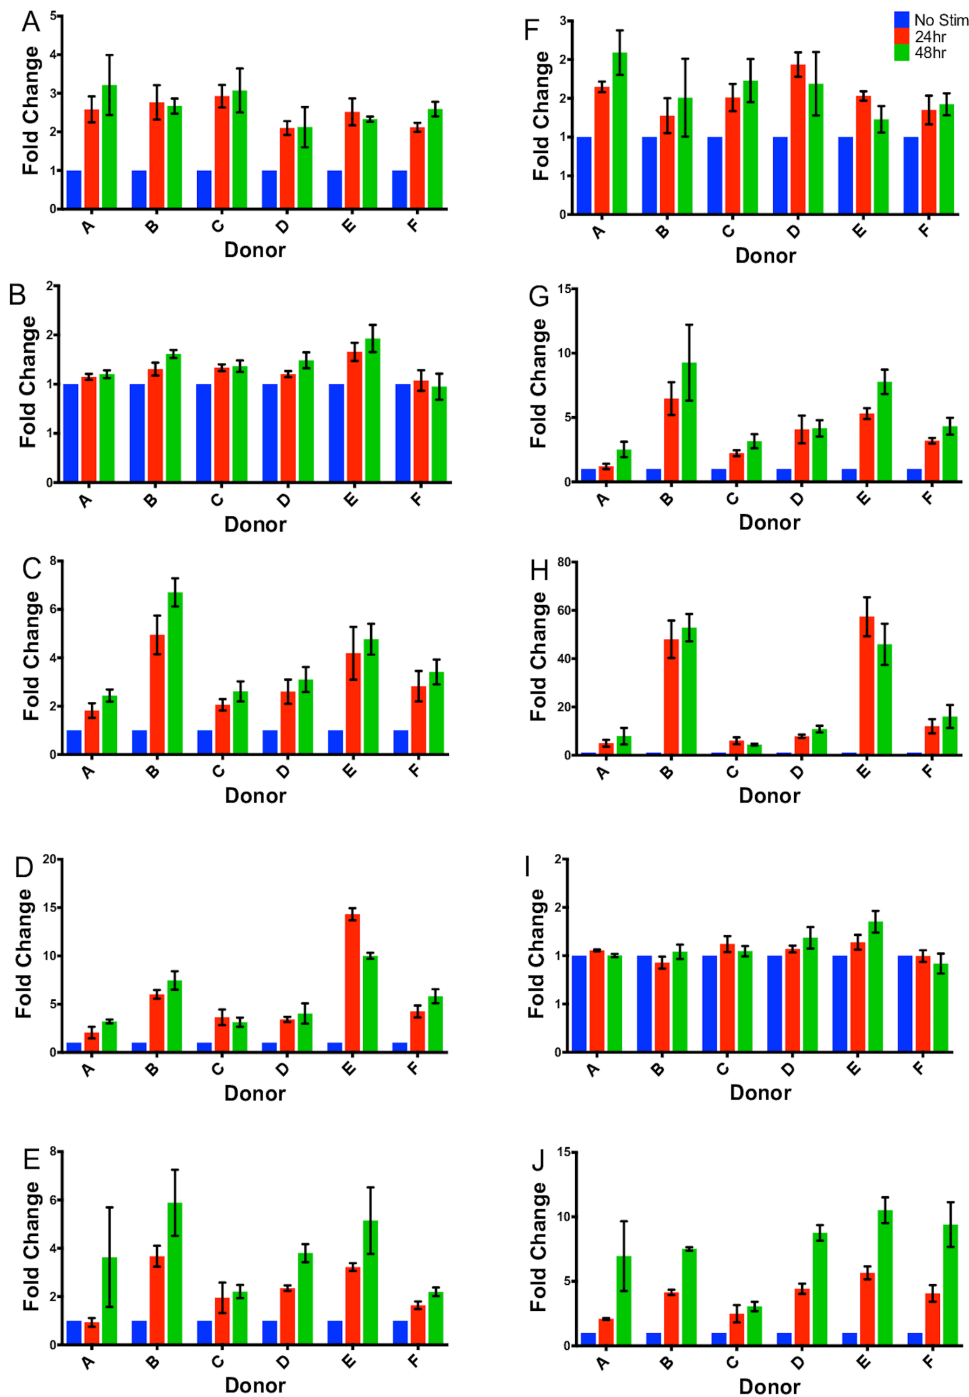 A
Fold Change
5
4
3
2
1
0
A B C D E F
Donor
F
Fold Change
3
2
2
1
1
0
A B C D E F
Donor
No Stim
24hr
48hr
B
Fold Change
2
2
1
1
0
A B C D E F
Donor
G
Fold Change
15
10
5
0
A B C D E F
Donor
C
Fold Change
8
6
4
2
0
A B C D E F
Donor
H
Fold Change
80
60
40
20
0
A B C D E F
Donor
D
Fold Change
20
15
10
5
0
A B C D E F
Donor
I
Fold Change
2
2
1
1
0
A B C D E F
Donor
E
Fold Change
8
6
4
2
0
A B C D E F
Donor
J
Fold Change
15
10
5
0
A B C D E F
Donor